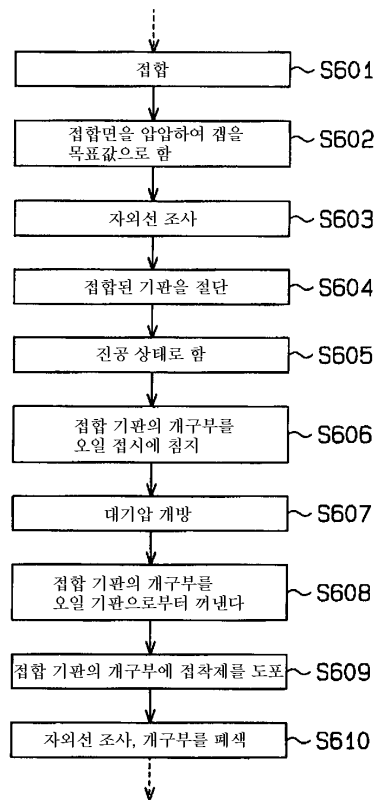 접합
S601
접합면을 압압하여 갭을
목표값으로 함
S602
자외선 조사
S603
접합된 기판을 절단
S604
진공 상태로 함
S605
접합 기판의 개구부를
오일 접시에 침지
S606
대기압 개방
S607
접합 기판의 개구부를
오일 기판으로부터 꺼낸다
S608
접합 기판의 개구부에 접착제를 도포
S609
자외선 조사, 개구부를 폐색
S610